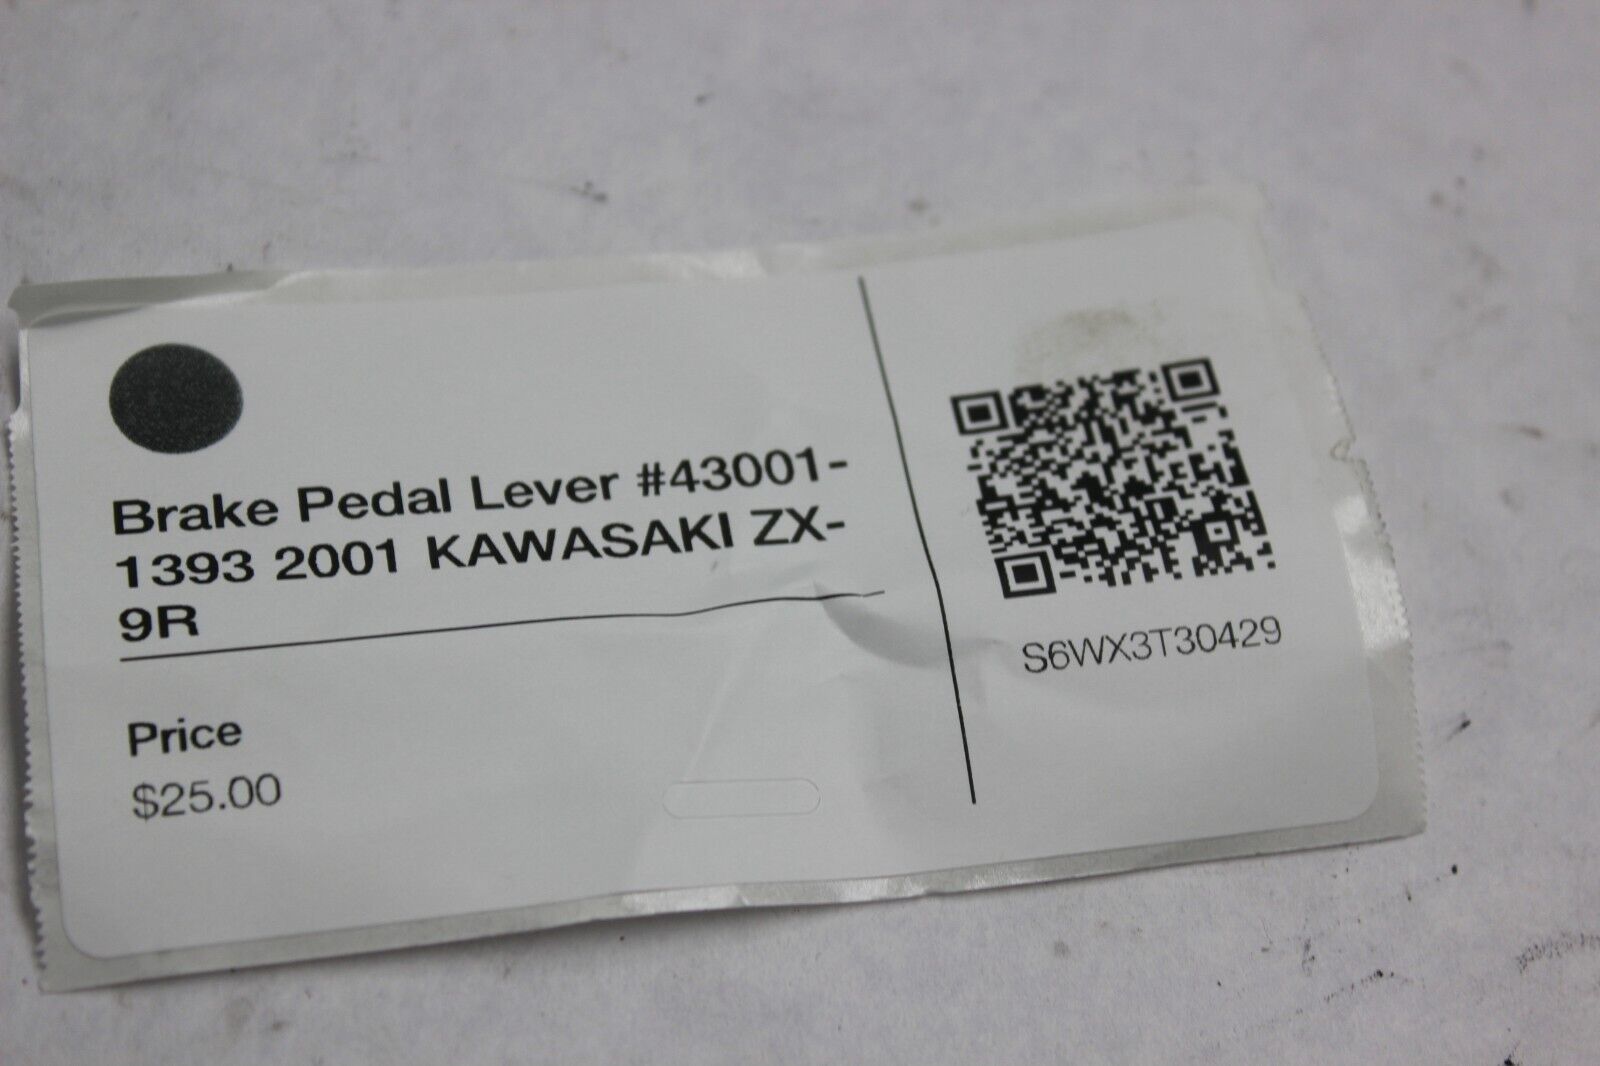 Brake Pedal Lever #43001-
1393 2001 KAWASAKI ZX-
9R
Price
$25.00
S6WX3T30429